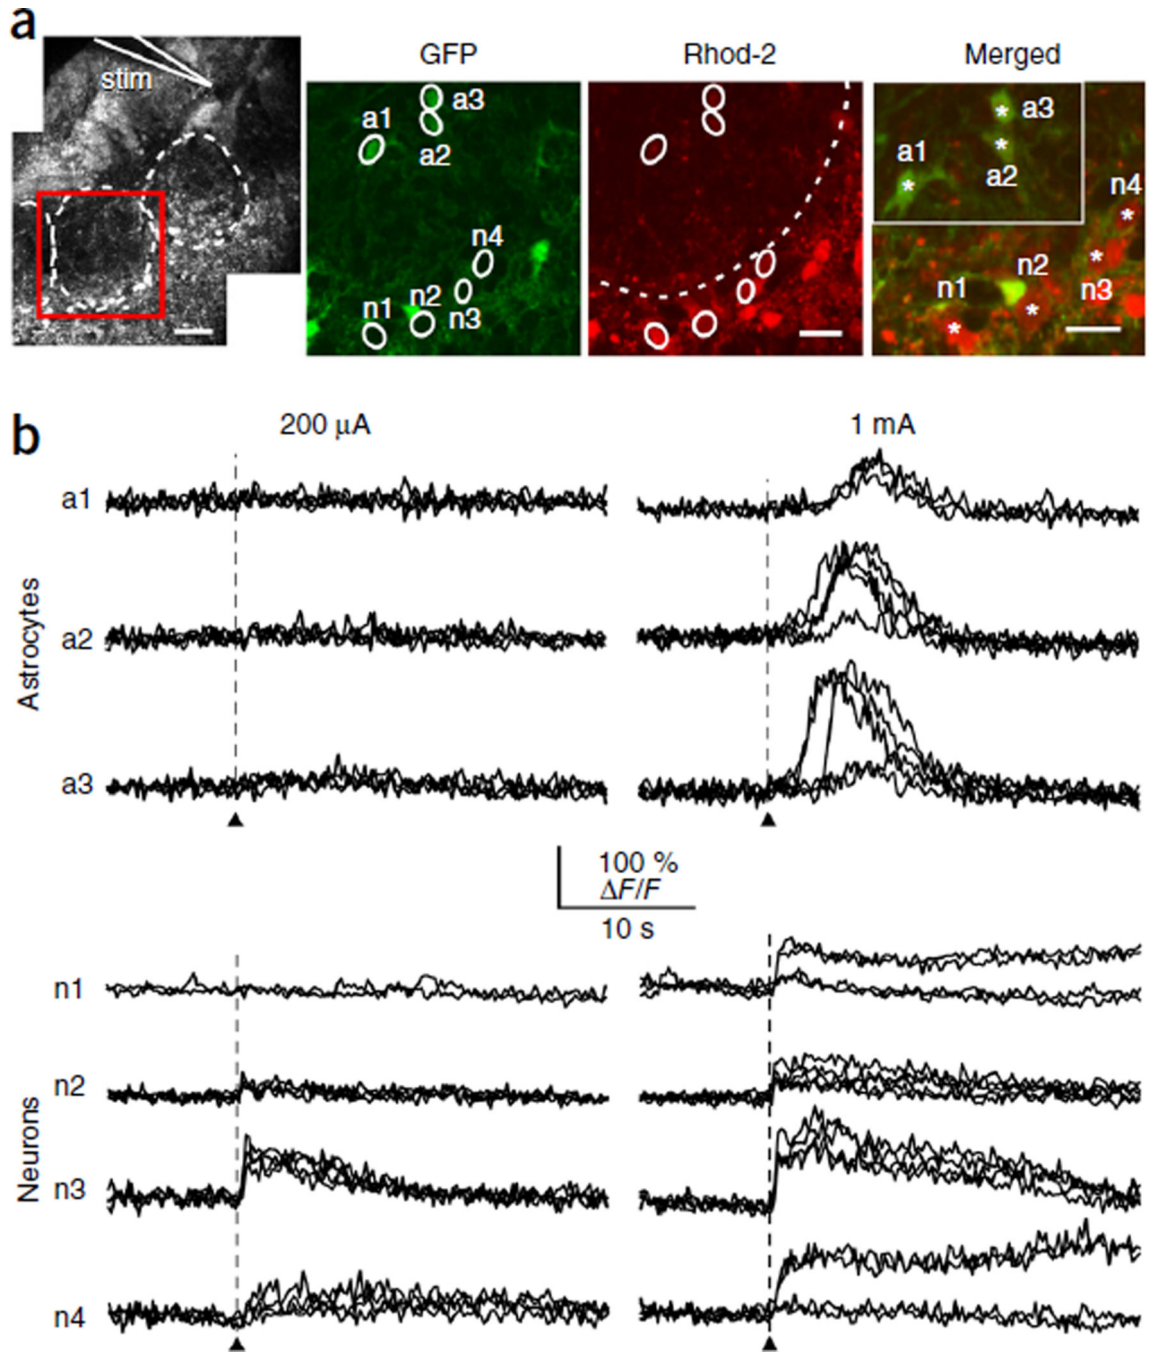 a
stim
GFP
a1
a3
a2
n4
n1
n2
n3
Rhod-2
Merged
a1
a3
a2
n4
n1
n2
n3
b
200 μA
1 mA
Astrocytes
a1
a2
a3
100 %
ΔF/F
10 s
Neurons
n1
n2
n3
n4